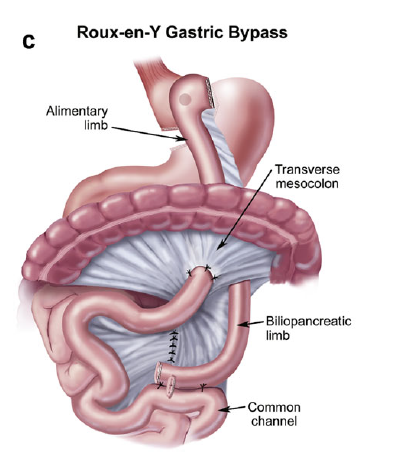 c
Roux-en-Y Gastric Bypass
Alimentary
limb
Transverse
mesocolon
Biliopancreatic
limb
Common
channel